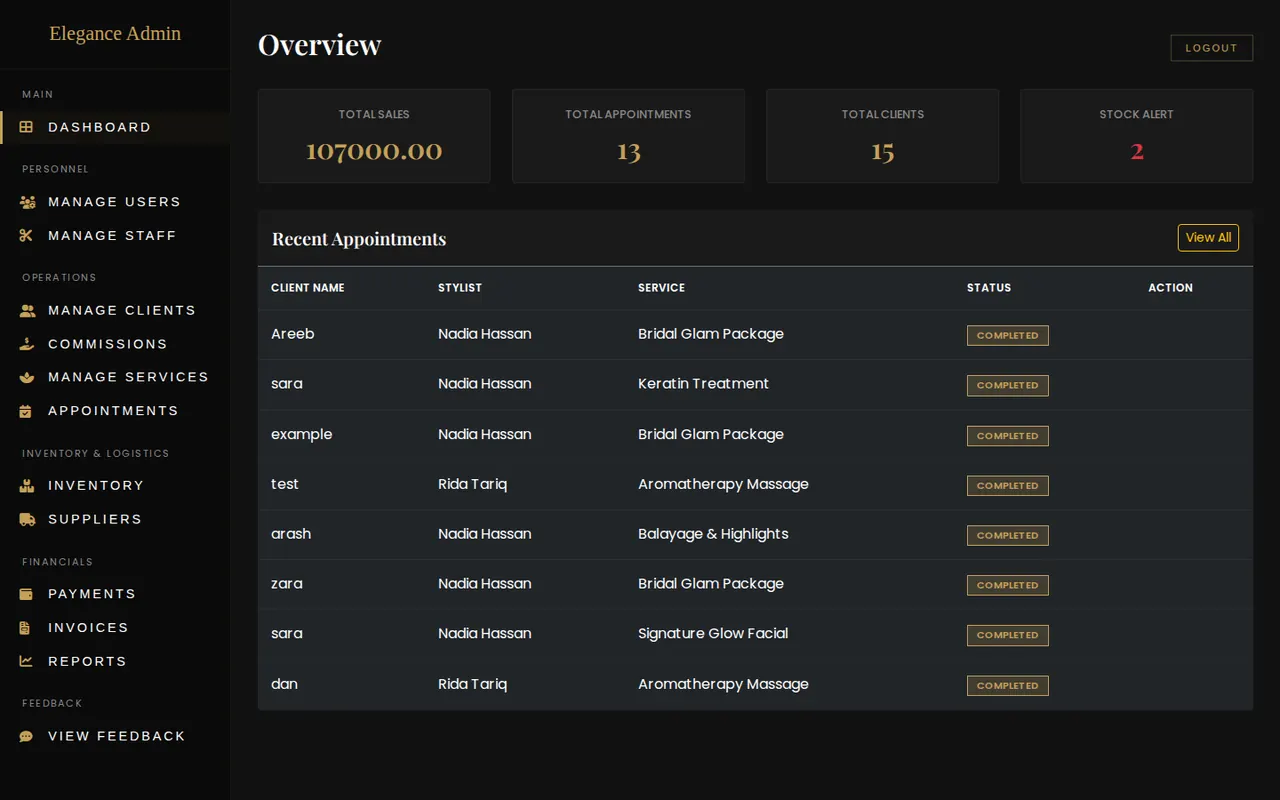 Elegance Admin
MAIN
DASHBOARD
PERSONNEL
MANAGE USERS
MANAGE STAFF
OPERATIONS
MANAGE CLIENTS
COMMISSIONS
MANAGE SERVICES
APPOINTMENTS
INVENTORY & LOGISTICS
INVENTORY
SUPPLIERS
FINANCIALS
PAYMENTS
INVOICES
REPORTS
FEEDBACK
VIEW FEEDBACK
Overview
LOGOUT
TOTAL SALES
107000.00
TOTAL APPOINTMENTS
13
TOTAL CLIENTS
15
STOCK ALERT
2
Recent Appointments
View All
CLIENT NAME STYLIST SERVICE STATUS ACTION
Areeb Nadia Hassan Bridal Glam Package COMPLETED
sara Nadia Hassan Keratin Treatment COMPLETED
example Nadia Hassan Bridal Glam Package COMPLETED
test Rida Tariq Aromatherapy Massage COMPLETED
arash Nadia Hassan Balayage & Highlights COMPLETED
zara Nadia Hassan Bridal Glam Package COMPLETED
sara Nadia Hassan Signature Glow Facial COMPLETED
dan Rida Tariq Aromatherapy Massage COMPLETED